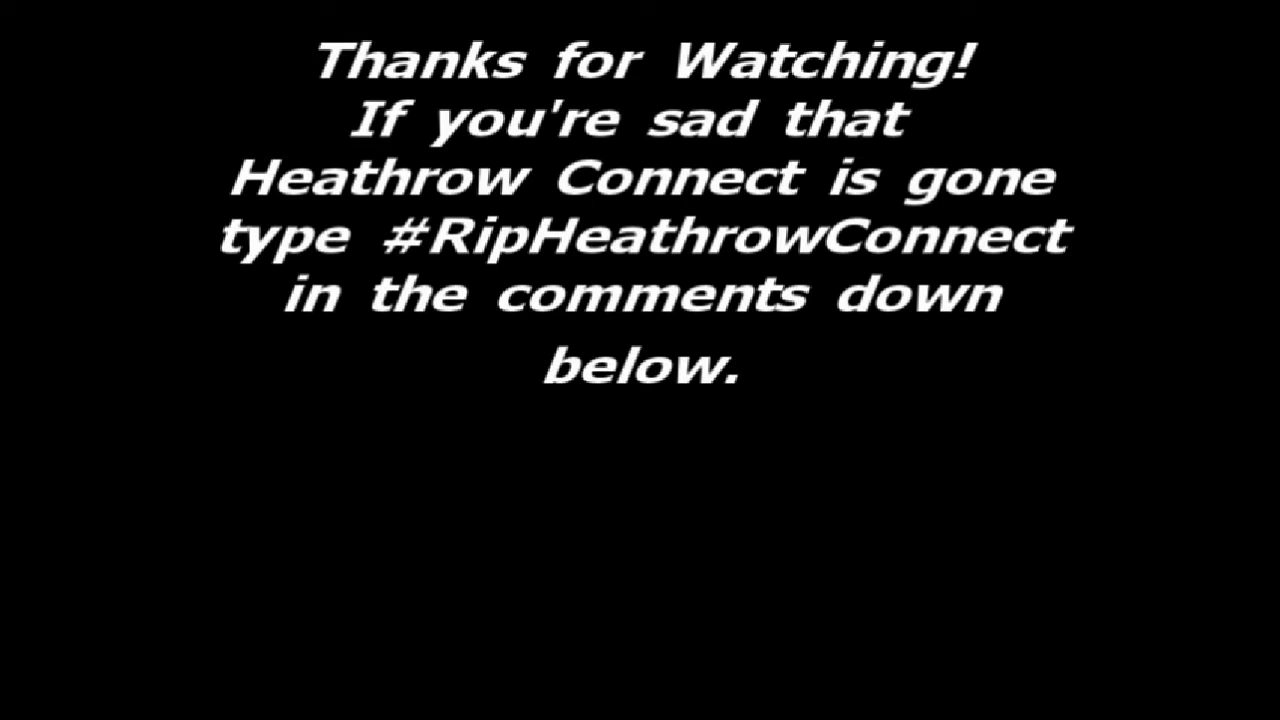 Thanks for Watching!
If you're sad that
Heathrow Connect is gone
type #RipHeathrowConnect
in the comments down
below.